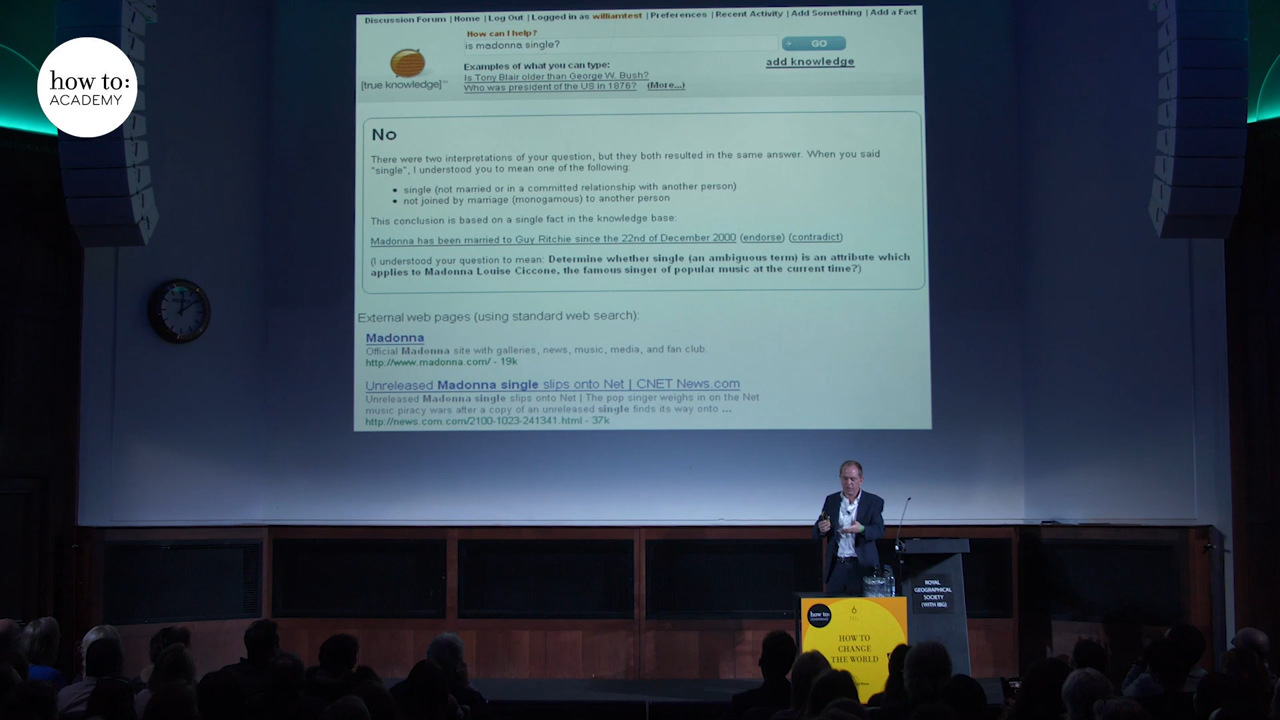 how to:
ACADEMY
Discussion Forum | Home | Log Out | Logged in as williamtest | Preferences | Recent Activity | Add Something | Add a Fact
How can I help?
is madonna single?
GO
add knowledge
Examples of what you can type:
Is Tony Blair older than George W. Bush?
Who was president of the US in 1876? (More...)
[true knowledge]™
No
There were two interpretations of your question, but they both resulted in the same answer. When you said
"single", I understood you to mean one of the following:
• single (not married or in a committed relationship with another person)
• not joined by marriage (monogamous) to another person
This conclusion is based on a single fact in the knowledge base:
Madonna has been married to Guy Ritchie since the 22nd of December 2000 (endorse) (contradict)
(I understood your question to mean: Determine whether single (an ambiguous term) is an attribute which
applies to Madonna Louise Ciccone, the famous singer of popular music at the current time?)
External web pages (using standard web search):
Madonna
Official Madonna site with galleries, news, music, media, and fan club.
http://www.madonna.com/ - 19k
Unreleased Madonna single slips onto Net | CNET News.com
Unreleased Madonna single slips onto Net | The pop singer weighs in on the Net
music piracy wars after a copy of an unreleased single finds its way onto ...
http://news.com.com/2100-1023-241341.html - 37k
ROYAL
GEOGRAPHICAL
SOCIETY
(WITH IBG)
how to:
6
HOW TO
CHANGE
THE WORLD